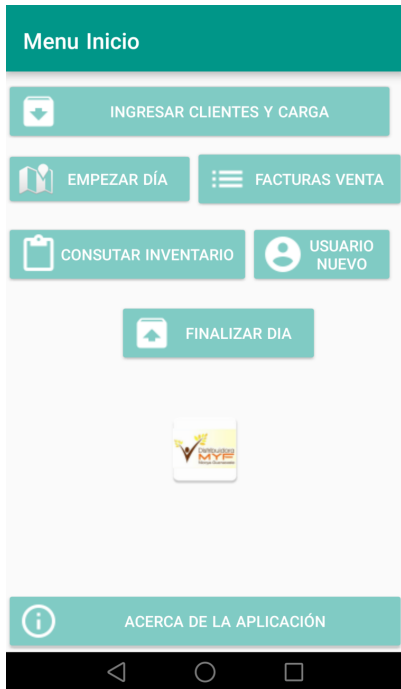 Menu Inicio
INGRESAR CLIENTES Y CARGA
EMPEZAR DÍA
FACTURAS VENTA
CONSUTAR INVENTARIO
USUARIO
NUEVO
FINALIZAR DIA
Distribuidora
MYF
ACERCA DE LA APLICACIÓN